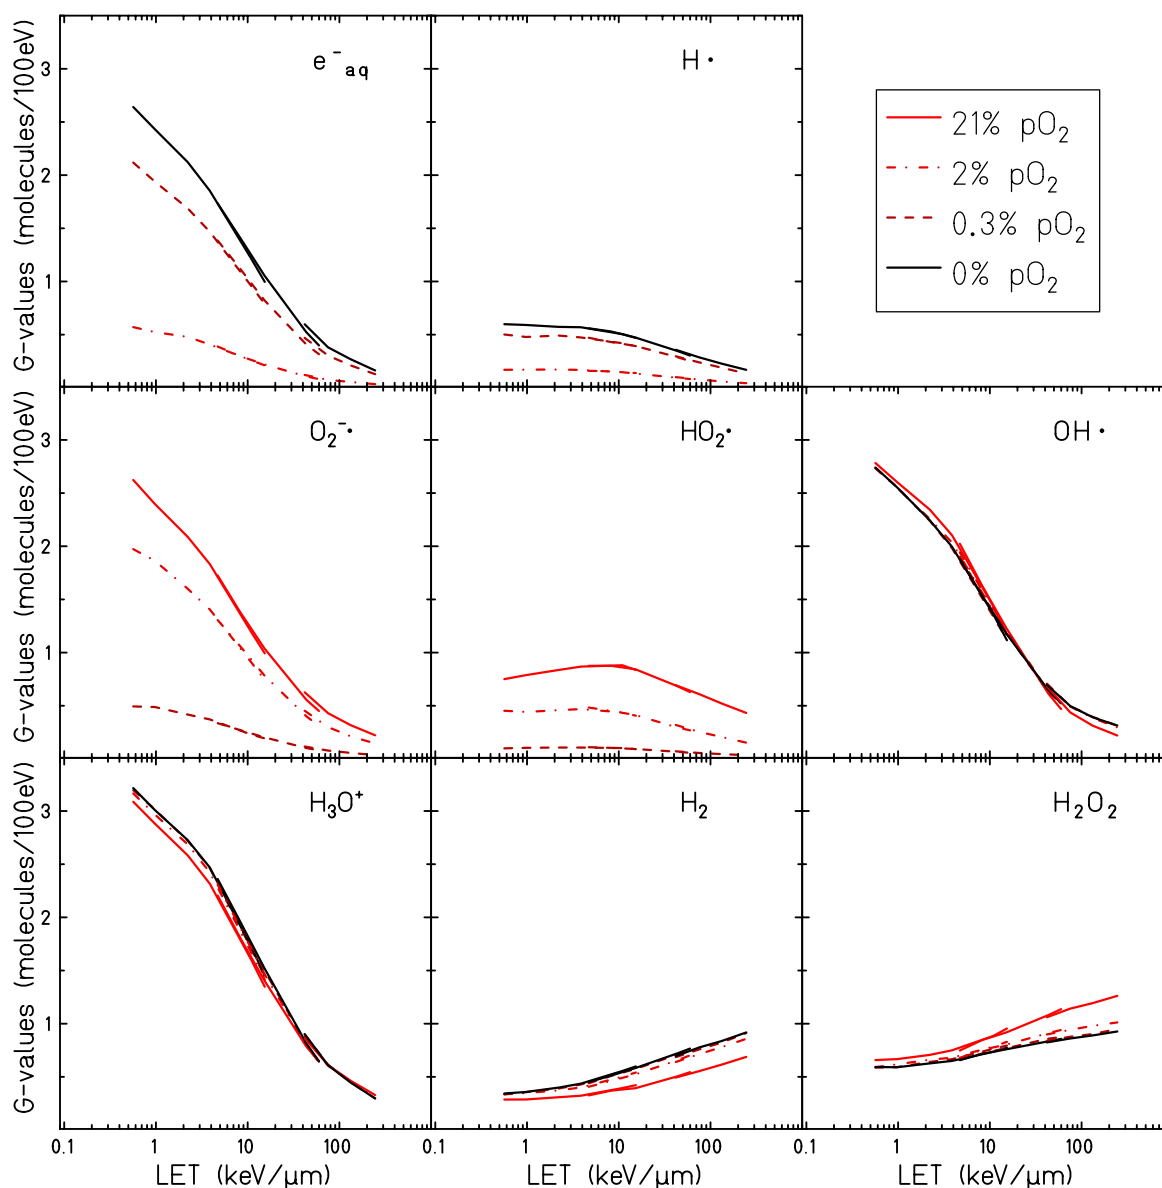 G-values (molecules/100eV)
3
2
1
e⁻aq
H •
21% pO₂
2% pO₂
0.3% pO₂
0% pO₂
G-values (molecules/100eV)
3
2
1
O₂⁻•
HO₂•
OH •
G-values (molecules/100eV)
3
2
1
H₃O⁺
H₂
H₂O₂
0.1 1 10 100 0.1 1 10 100 0.1 1 10 100
LET (keV/μm) LET (keV/μm) LET (keV/μm)